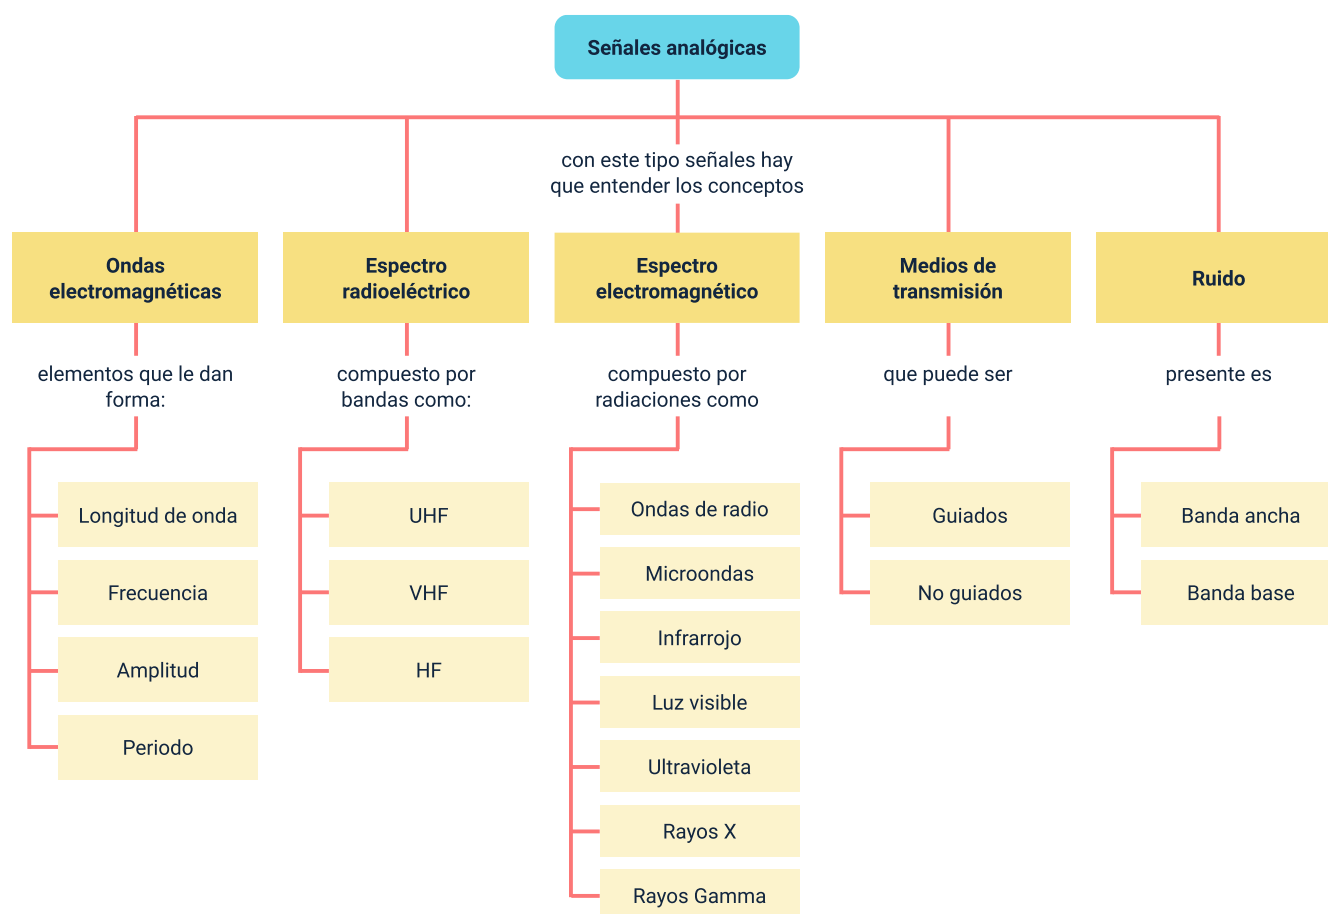 Señales analógicas
con este tipo señales hay
que entender los conceptos
Ondas
electromagnéticas
elementos que le dan
forma:
Longitud de onda
Frecuencia
Amplitud
Periodo
Espectro
radioeléctrico
compuesto por
bandas como:
UHF
VHF
HF
Espectro
electromagnético
compuesto por
radiaciones como
Ondas de radio
Microondas
Infrarrojo
Luz visible
Ultravioleta
Rayos X
Rayos Gamma
Medios de
transmisión
que puede ser
Guiados
No guiados
Ruido
presente es
Banda ancha
Banda base